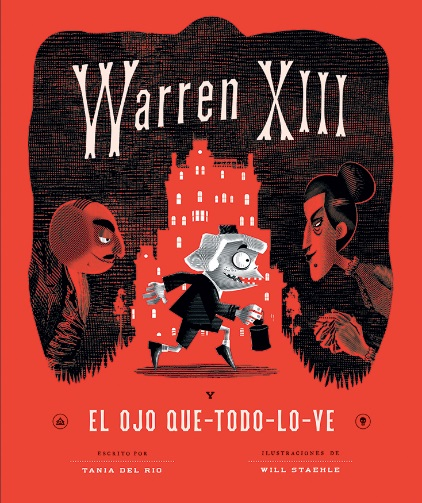 Warren XIII
Y
EL OJO QUE-TODO-LO-VE
ESCRITO POR
TANIA DEL RIO
ILUSTRACIONES DE
WILL STAEHLE